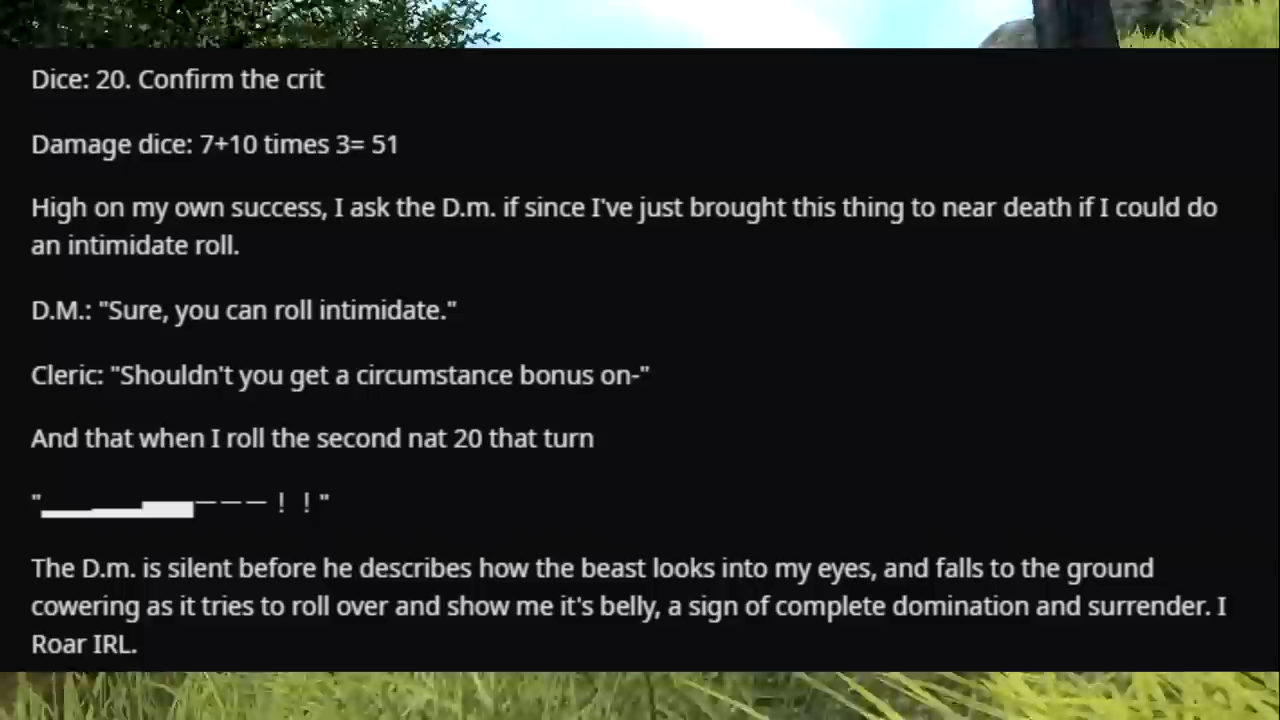 Dice: 20. Confirm the crit
Damage dice: 7+10 times 3= 51
High on my own success, I ask the D.m. if since I've just brought this thing to near death if I could do
an intimidate roll.
D.M.: "Sure, you can roll intimidate."
Cleric: "Shouldn't you get a circumstance bonus on-"
And that when I roll the second nat 20 that turn
"▂▂▃▃▄▄───！！"
The D.m. is silent before he describes how the beast looks into my eyes, and falls to the ground
cowering as it tries to roll over and show me it's belly, a sign of complete domination and surrender. I
Roar IRL.